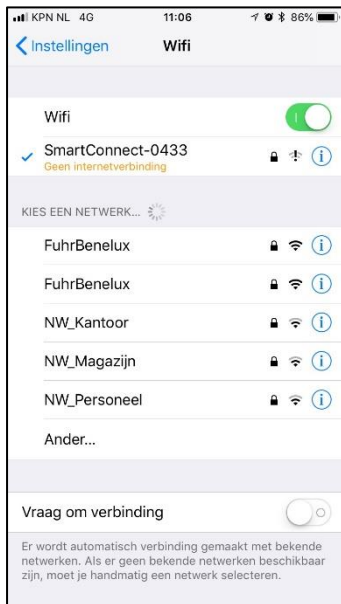 KPN NL 4G 11:06 86%
Instellingen Wifi
Wifi
SmartConnect-0433
Geen internetverbinding
KIES EEN NETWERK...
FuhrBenelux
FuhrBenelux
NW_Kantoor
NW_Magazijn
NW_Personeel
Ander...
Vraag om verbinding
Er wordt automatisch verbinding gemaakt met bekende
netwerken. Als er geen bekende netwerken beschikbaar
zijn, moet je handmatig een netwerk selecteren.